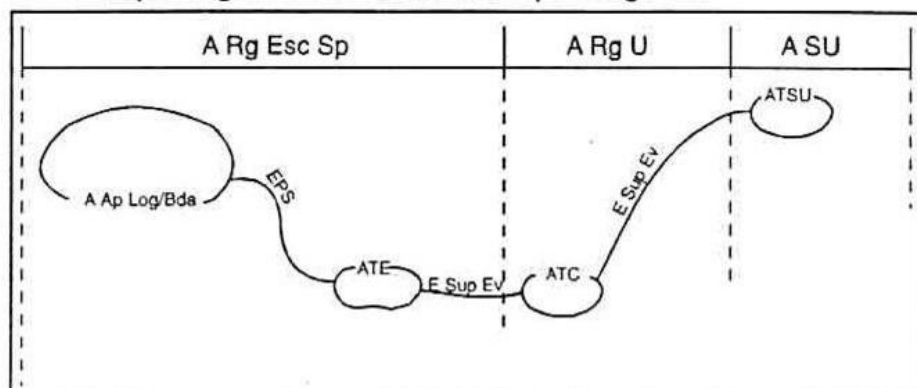 A Rg Esc Sp
A Rg U
A SU
ATSU
E Sup Ev
EPS
A Ap Log/Bda
ATE
E Sup Ev
ATC